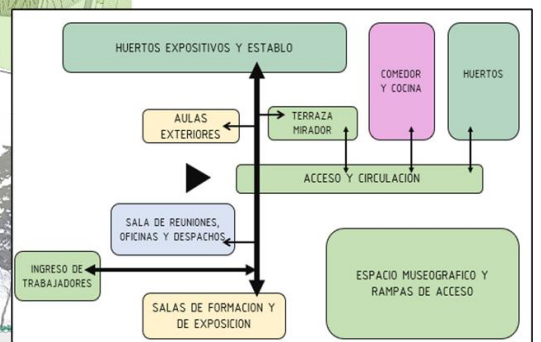 HUERTOS EXPOSITIVOS Y ESTABLO
COMEDOR
Y COCINA
HUERTOS
AULAS
EXTERIORES
TERRAZA
MIRADOR
ACCESO Y CIRCULACIÓN
SALA DE REUNIONES,
OFICINAS Y DESPACHOS
INGRESO DE
TRABAJADORES
ESPACIO MUSEOGRAFICO Y
RAMPAS DE ACCESO
SALAS DE FORMACION Y
DE EXPOSICION